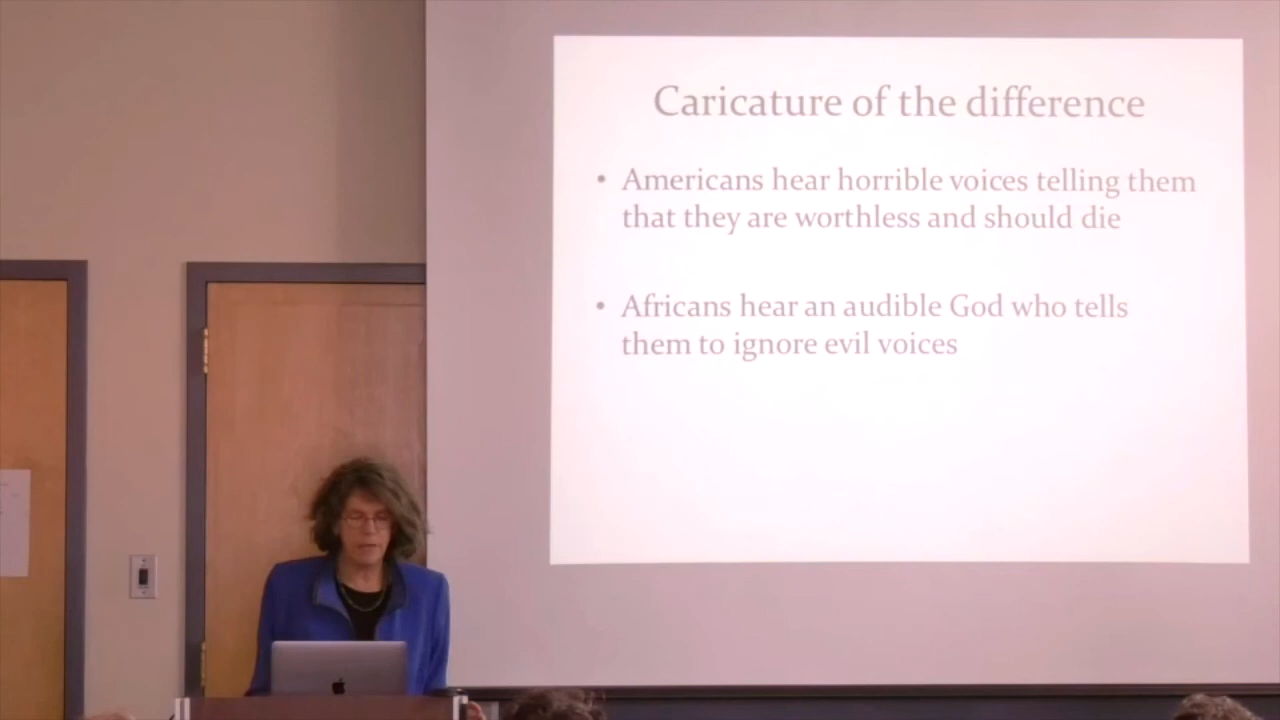 Caricature of the difference
• Americans hear horrible voices telling them
that they are worthless and should die
• Africans hear an audible God who tells
them to ignore evil voices